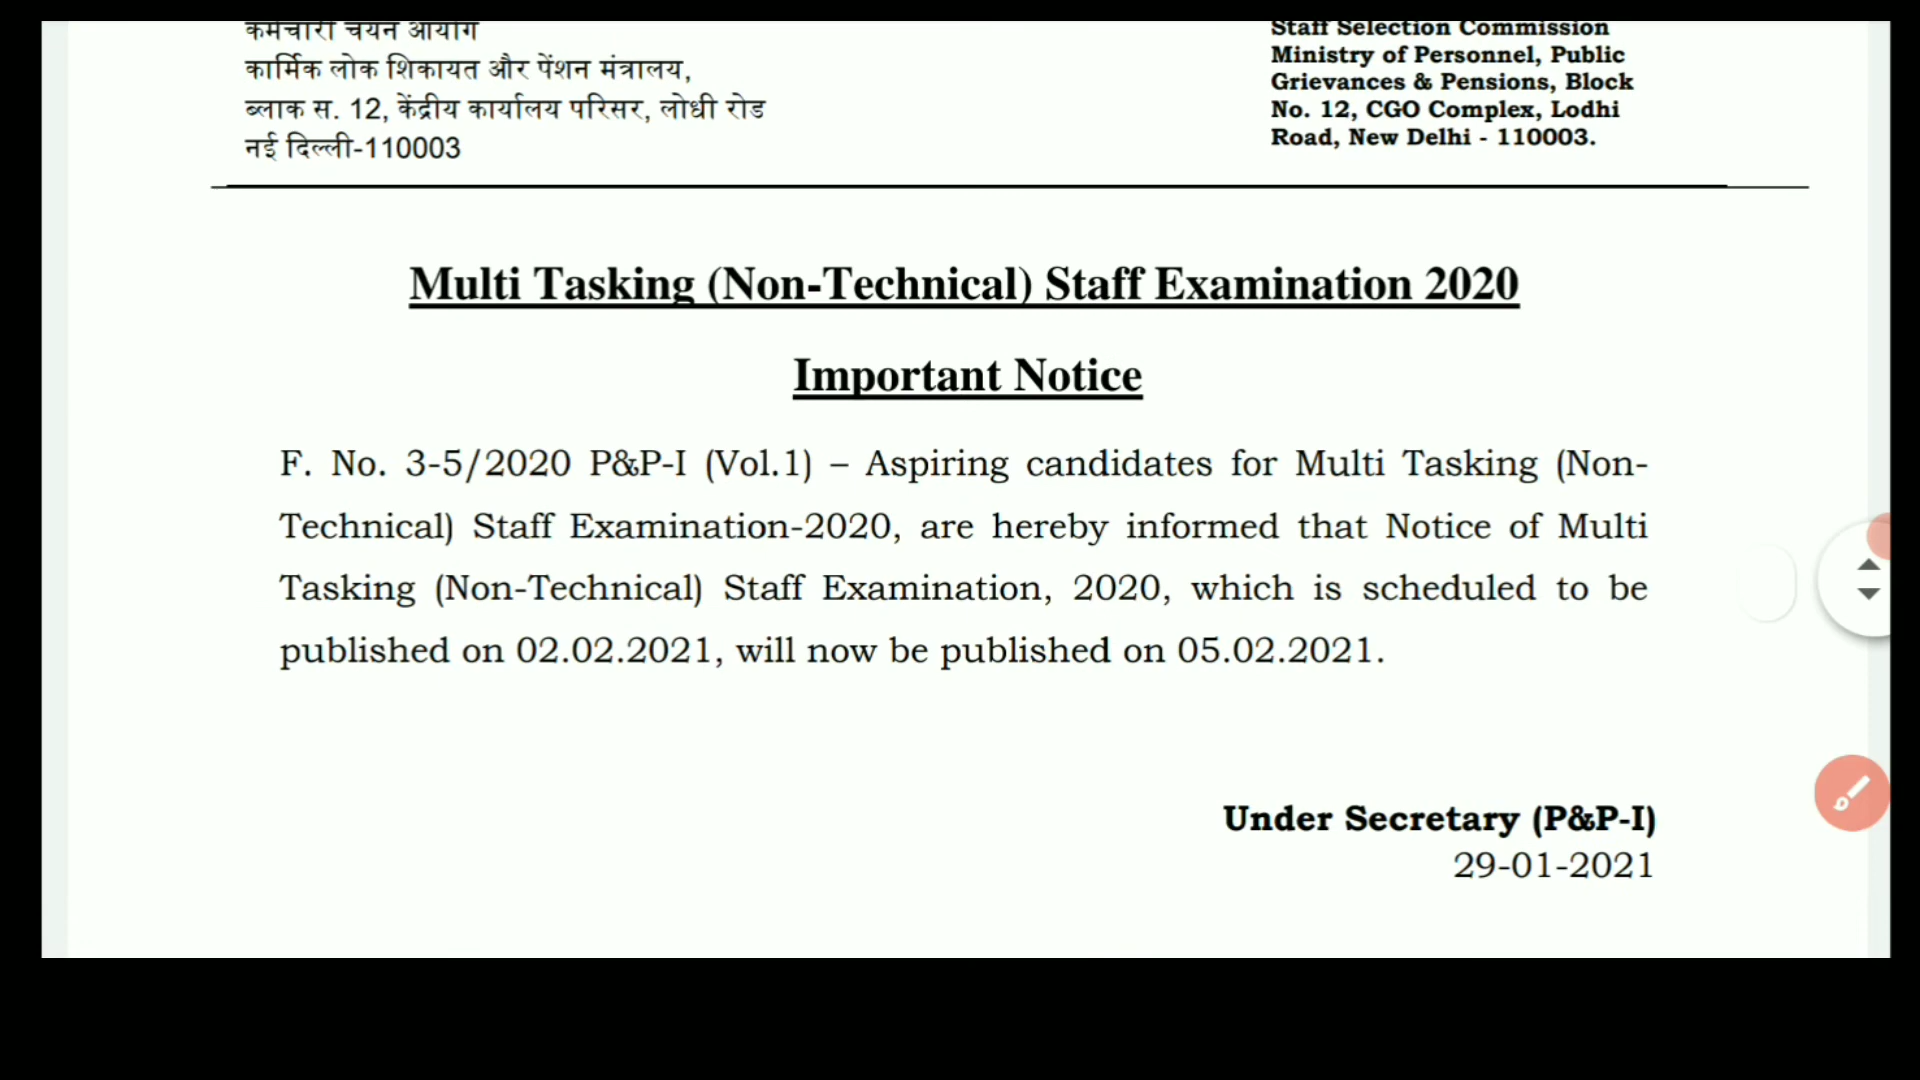 कर्मचारी चयन आयोग
कार्मिक लोक शिकायत और पेंशन मंत्रालय,
ब्लाक स. 12, केंद्रीय कार्यालय परिसर, लोधी रोड
नई दिल्ली-110003
Staff Selection Commission
Ministry of Personnel, Public
Grievances & Pensions, Block
No. 12, CGO Complex, Lodhi
Road, New Delhi - 110003.
Multi Tasking (Non-Technical) Staff Examination 2020
Important Notice
F. No. 3-5/2020 P&P-I (Vol.1) – Aspiring candidates for Multi Tasking (Non-
Technical) Staff Examination-2020, are hereby informed that Notice of Multi
Tasking (Non-Technical) Staff Examination, 2020, which is scheduled to be
published on 02.02.2021, will now be published on 05.02.2021.
Under Secretary (P&P-I)
29-01-2021